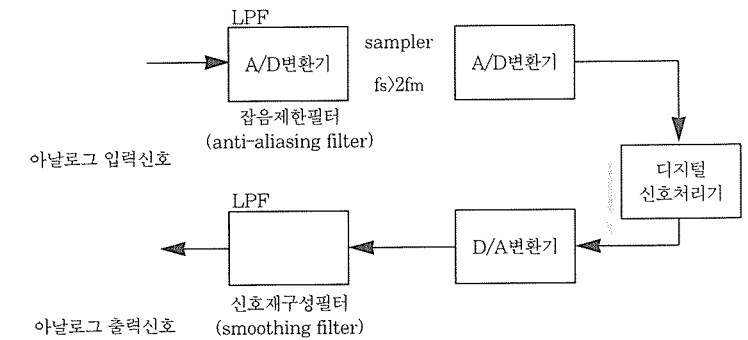 LPF
A/D변환기
sampler
fs>2fm
A/D변환기
잡음제한필터
(anti-aliasing filter)
아날로그 입력신호
디지털
신호처리기
LPF
D/A변환기
신호재구성필터
(smoothing filter)
아날로그 출력신호